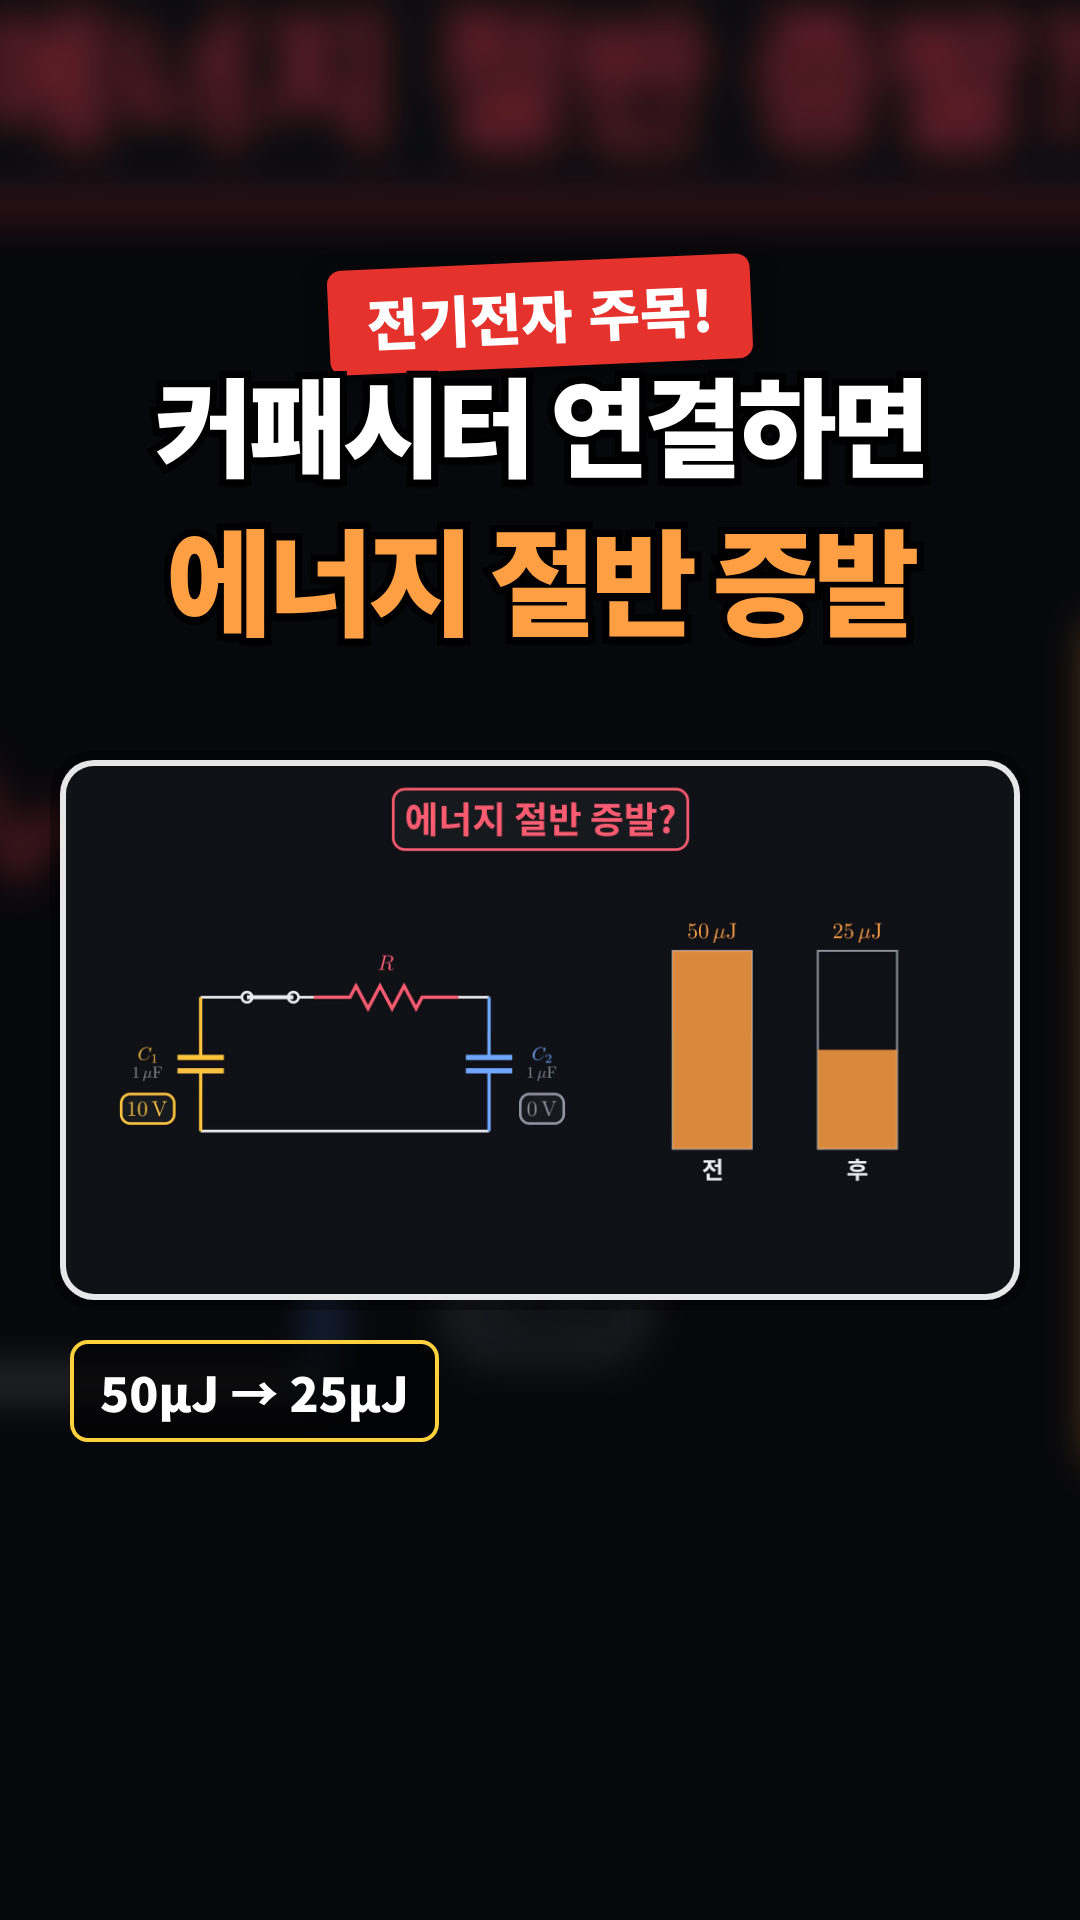 전기전자 주목!
커패시터 연결하면
에너지 절반 증발
에너지 절반 증발?
50 μJ
25 μJ
R
C₁
1 μF
10 V
C₂
1 μF
0 V
전
후
50μJ → 25μJ